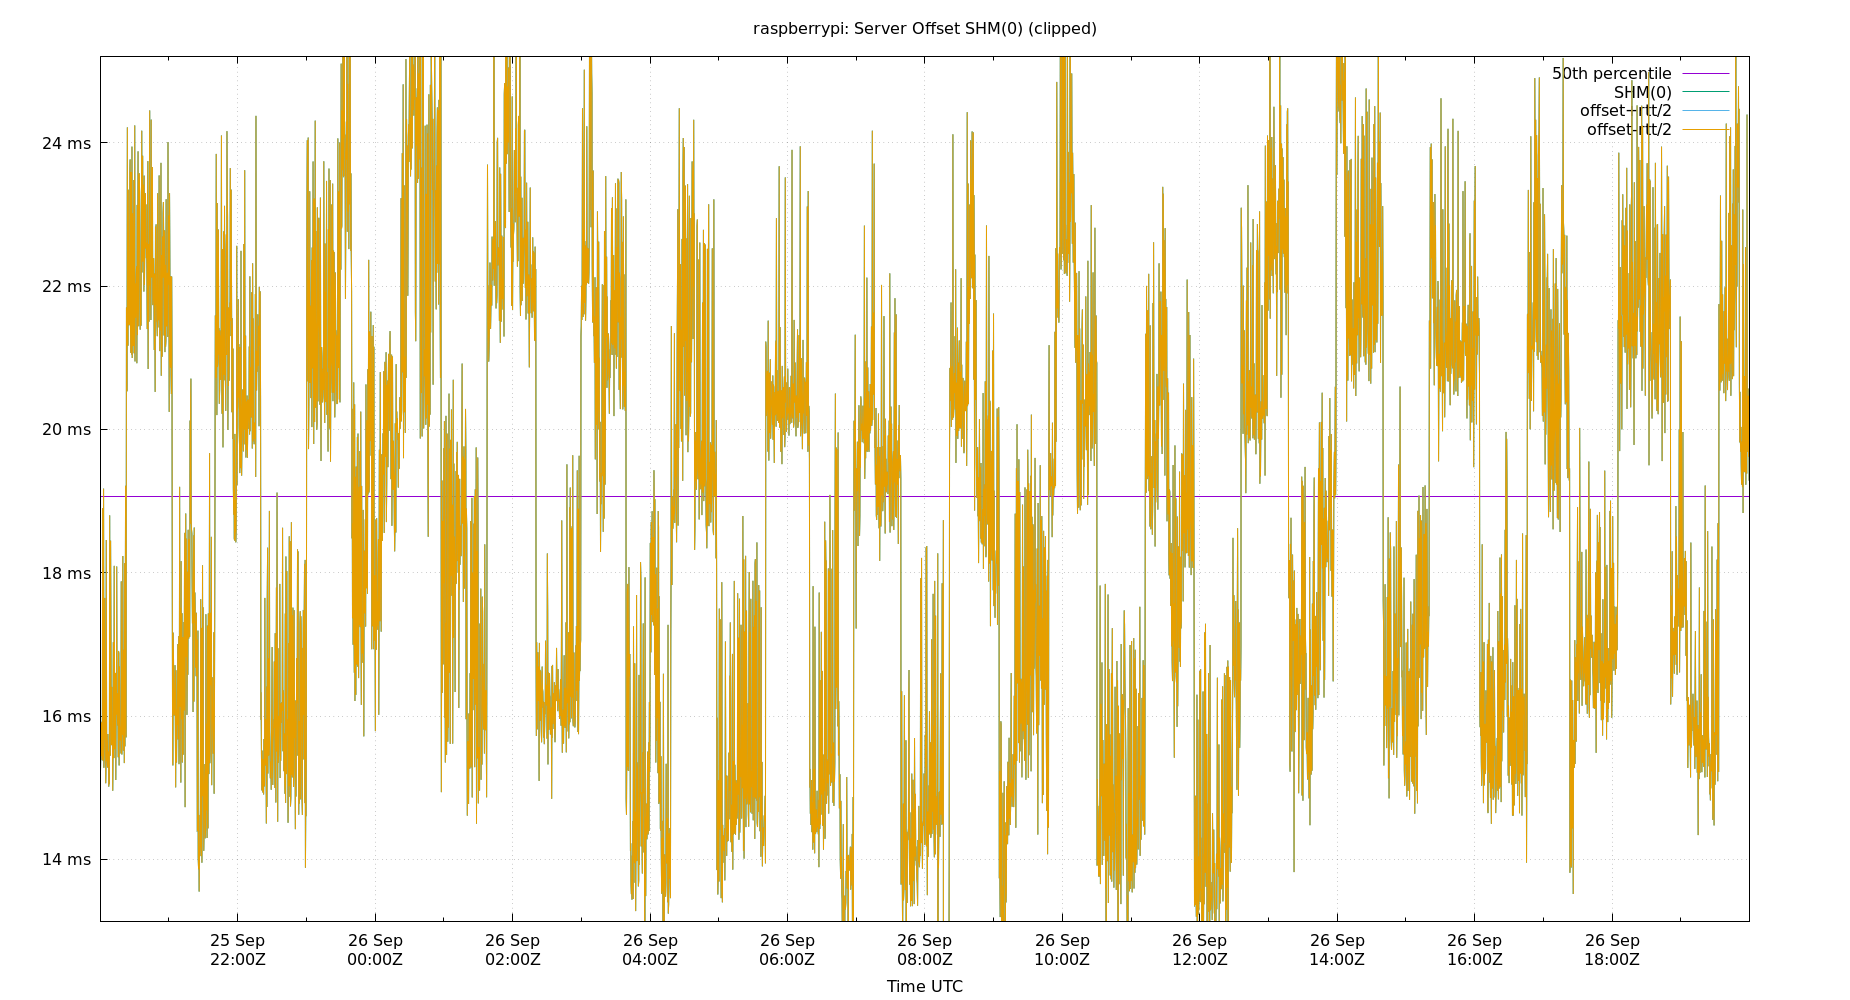 raspberrypi: Server Offset SHM(0) (clipped)
50th percentile
SHM(0)
offset+rtt/2
offset-rtt/2
24 ms
22 ms
20 ms
18 ms
16 ms
14 ms
25 Sep 26 Sep 26 Sep 26 Sep 26 Sep 26 Sep 26 Sep 26 Sep 26 Sep 26 Sep 26 Sep
22:00Z 00:00Z 02:00Z 04:00Z 06:00Z 08:00Z 10:00Z 12:00Z 14:00Z 16:00Z 18:00Z
Time UTC